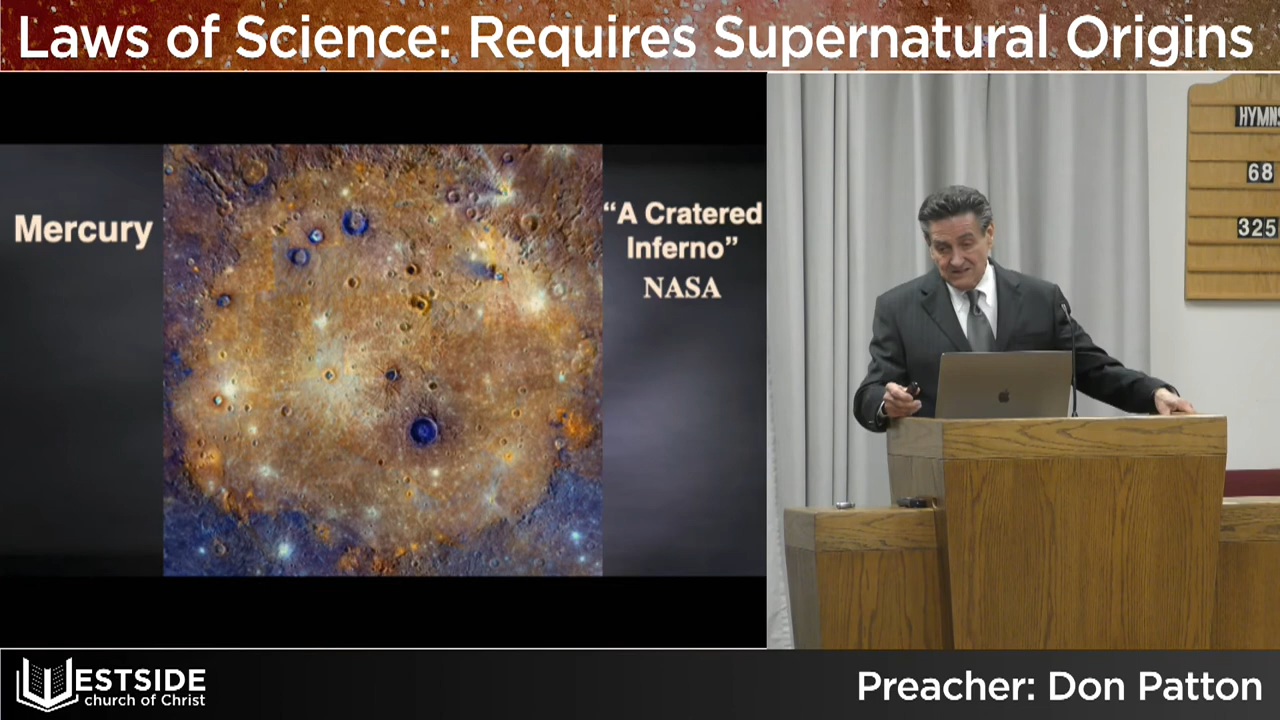 Laws of Science: Requires Supernatural Origins
Mercury
“A Cratered
Inferno”
NASA
HYMNS
68
325
WESTSIDE
church of Christ
Preacher: Don Patton